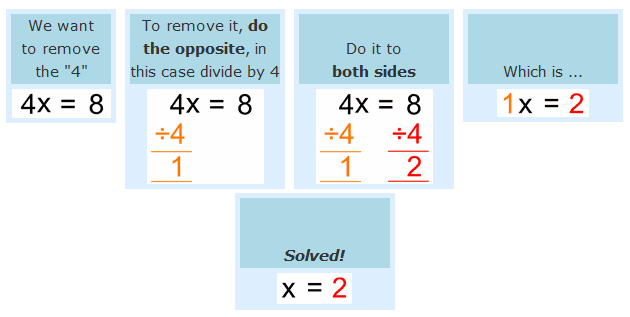 We want
to remove
the "4"
4x = 8
To remove it, do
the opposite, in
this case divide by 4
4x = 8
÷4
1
Do it to
both sides
4x = 8
÷4 ÷4
1 2
Which is ...
1x = 2
Solved!
x = 2